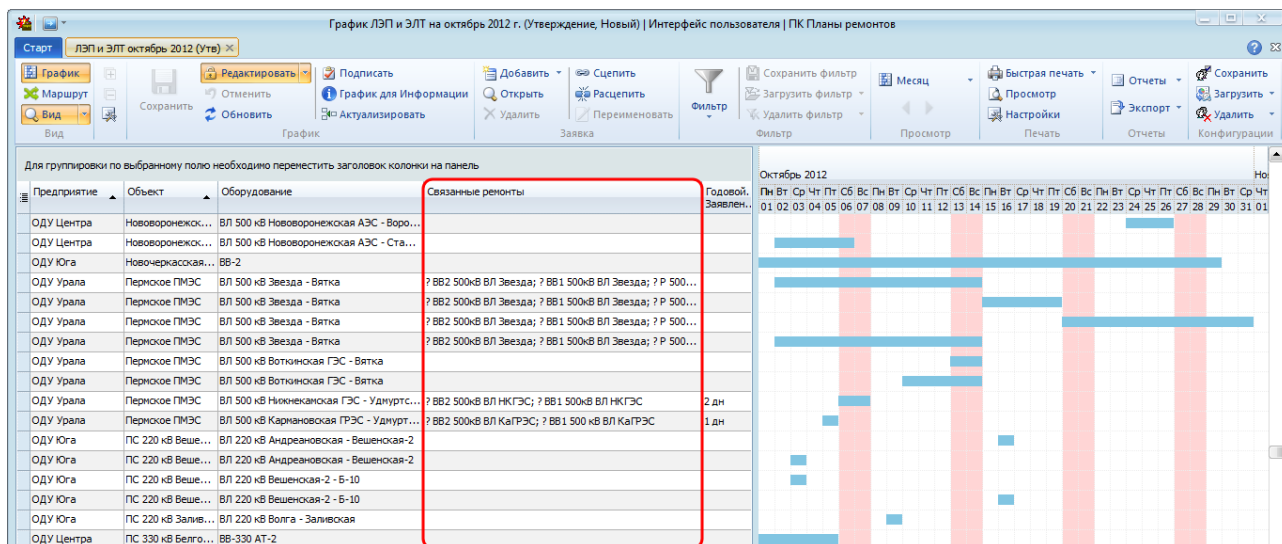 График ЛЭП и ЭЛТ на октябрь 2012 г. (Утверждение, Новый) | Интерфейс пользователя | ПК Планы ремонтов
Старт ЛЭП и ЭЛТ октябрь 2012 (Утв)
График Редактировать Подписать Добавить Сцепить Сохранить фильтр Месяц Быстрая печать Отчеты Сохранить
Маршрут Сохранить Отменить График для Информации Открыть Расцепить Фильтр Загрузить фильтр Просмотр Экспорт Загрузить
Вид Обновить Актуализировать Удалить Переименовать Удалить фильтр Настройки Удалить
Вид График Заявка Фильтр Просмотр Печать Отчеты Конфигурации
Для группировки по выбранному полю необходимо переместить заголовок колонки на панель
Октябрь 2012 Но
Предприятие Объект Оборудование Связанные ремонты Годовой. Заявлен..
Пн Вт Ср Чт Пт Сб Вс Пн Вт Ср Чт Пт Сб Вс Пн Вт Ср Чт Пт Сб Вс Пн Вт Ср Чт Пт Сб Вс Пн Вт Ср Чт
01 02 03 04 05 06 07 08 09 10 11 12 13 14 15 16 17 18 19 20 21 22 23 24 25 26 27 28 29 30 31 01
ОДУ Центра Нововоронежск... ВЛ 500 кВ Нововоронежская АЭС - Воро...
ОДУ Центра Нововоронежск... ВЛ 500 кВ Нововоронежская АЭС - Ста...
ОДУ Юга Новочеркасская... ВВ-2
ОДУ Урала Пермское ПМЭС ВЛ 500 кВ Звезда - Вятка ? ВВ2 500кВ ВЛ Звезда; ? ВВ1 500кВ ВЛ Звезда; ? Р 500...
ОДУ Урала Пермское ПМЭС ВЛ 500 кВ Звезда - Вятка ? ВВ2 500кВ ВЛ Звезда; ? ВВ1 500кВ ВЛ Звезда; ? Р 500...
ОДУ Урала Пермское ПМЭС ВЛ 500 кВ Звезда - Вятка ? ВВ2 500кВ ВЛ Звезда; ? ВВ1 500кВ ВЛ Звезда; ? Р 500...
ОДУ Урала Пермское ПМЭС ВЛ 500 кВ Звезда - Вятка ? ВВ2 500кВ ВЛ Звезда; ? ВВ1 500кВ ВЛ Звезда; ? Р 500...
ОДУ Урала Пермское ПМЭС ВЛ 500 кВ Воткинская ГЭС - Вятка
ОДУ Урала Пермское ПМЭС ВЛ 500 кВ Воткинская ГЭС - Вятка
ОДУ Урала Пермское ПМЭС ВЛ 500 кВ Нижнекамская ГЭС - Удмуртс... ? ВВ2 500кВ ВЛ НКГЭС; ? ВВ1 500кВ ВЛ НКГЭС 2 дн
ОДУ Урала Пермское ПМЭС ВЛ 500 кВ Кармановская ГРЭС - Удмурт... ? ВВ2 500кВ ВЛ КаГРЭС; ? ВВ1 500 кВ ВЛ КаГРЭС 1 дн
ОДУ Юга ПС 220 кВ Веше... ВЛ 220 кВ Андреановская - Вешенская-2
ОДУ Юга ПС 220 кВ Веше... ВЛ 220 кВ Андреановская - Вешенская-2
ОДУ Юга ПС 220 кВ Веше... ВЛ 220 кВ Вешенская-2 - Б-10
ОДУ Юга ПС 220 кВ Веше... ВЛ 220 кВ Вешенская-2 - Б-10
ОДУ Юга ПС 220 кВ Залив... ВЛ 220 кВ Волга - Заливская
ОДУ Центра ПС 330 кВ Белго... ВВ-330 АТ-2